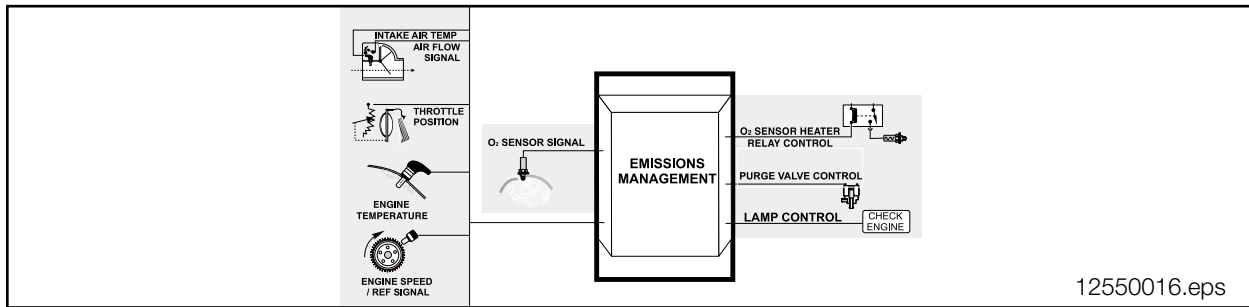 INTAKE AIR TEMP
AIR FLOW
SIGNAL
THROTTLE
POSITION
ENGINE
TEMPERATURE
ENGINE SPEED
/ REF SIGNAL
O₂ SENSOR SIGNAL
EMISSIONS
MANAGEMENT
O₂ SENSOR HEATER
RELAY CONTROL
PURGE VALVE CONTROL
LAMP CONTROL
CHECK
ENGINE
12550016.eps